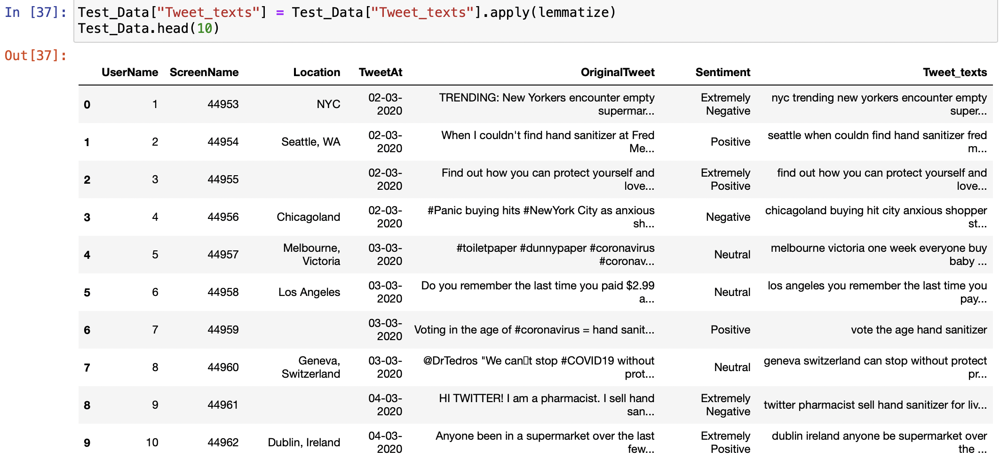 In [37]: Test_Data["Tweet_texts"] = Test_Data["Tweet_texts"].apply(lemmatize)
Test_Data.head(10)
Out[37]:
UserName ScreenName Location TweetAt OriginalTweet Sentiment Tweet_texts
0 1 44953 NYC 02-03-2020 TRENDING: New Yorkers encounter empty supermar... Extremely Negative nyc trending new yorkers encounter empty super...
1 2 44954 Seattle, WA 02-03-2020 When I couldn't find hand sanitizer at Fred Me... Positive seattle when couldn find hand sanitizer fred m...
2 3 44955 02-03-2020 Find out how you can protect yourself and love... Extremely Positive find out how you can protect yourself and love...
3 4 44956 Chicagoland 02-03-2020 #Panic buying hits #NewYork City as anxious sh... Negative chicagoland buying hit city anxious shopper st...
4 5 44957 Melbourne, Victoria 03-03-2020 #toiletpaper #dunnypaper #coronavirus #coronav... Neutral melbourne victoria one week everyone buy baby ...
5 6 44958 Los Angeles 03-03-2020 Do you remember the last time you paid $2.99 a... Neutral los angeles you remember the last time you pay...
6 7 44959 03-03-2020 Voting in the age of #coronavirus = hand sanit... Positive vote the age hand sanitizer
7 8 44960 Geneva, Switzerland 03-03-2020 @DrTedros "We can▯t stop #COVID19 without prot... Neutral geneva switzerland can stop without protect pr...
8 9 44961 04-03-2020 HI TWITTER! I am a pharmacist. I sell hand san... Extremely Negative twitter pharmacist sell hand sanitizer for liv...
9 10 44962 Dublin, Ireland 04-03-2020 Anyone been in a supermarket over the last few... Extremely Positive dublin ireland anyone be supermarket over the ...